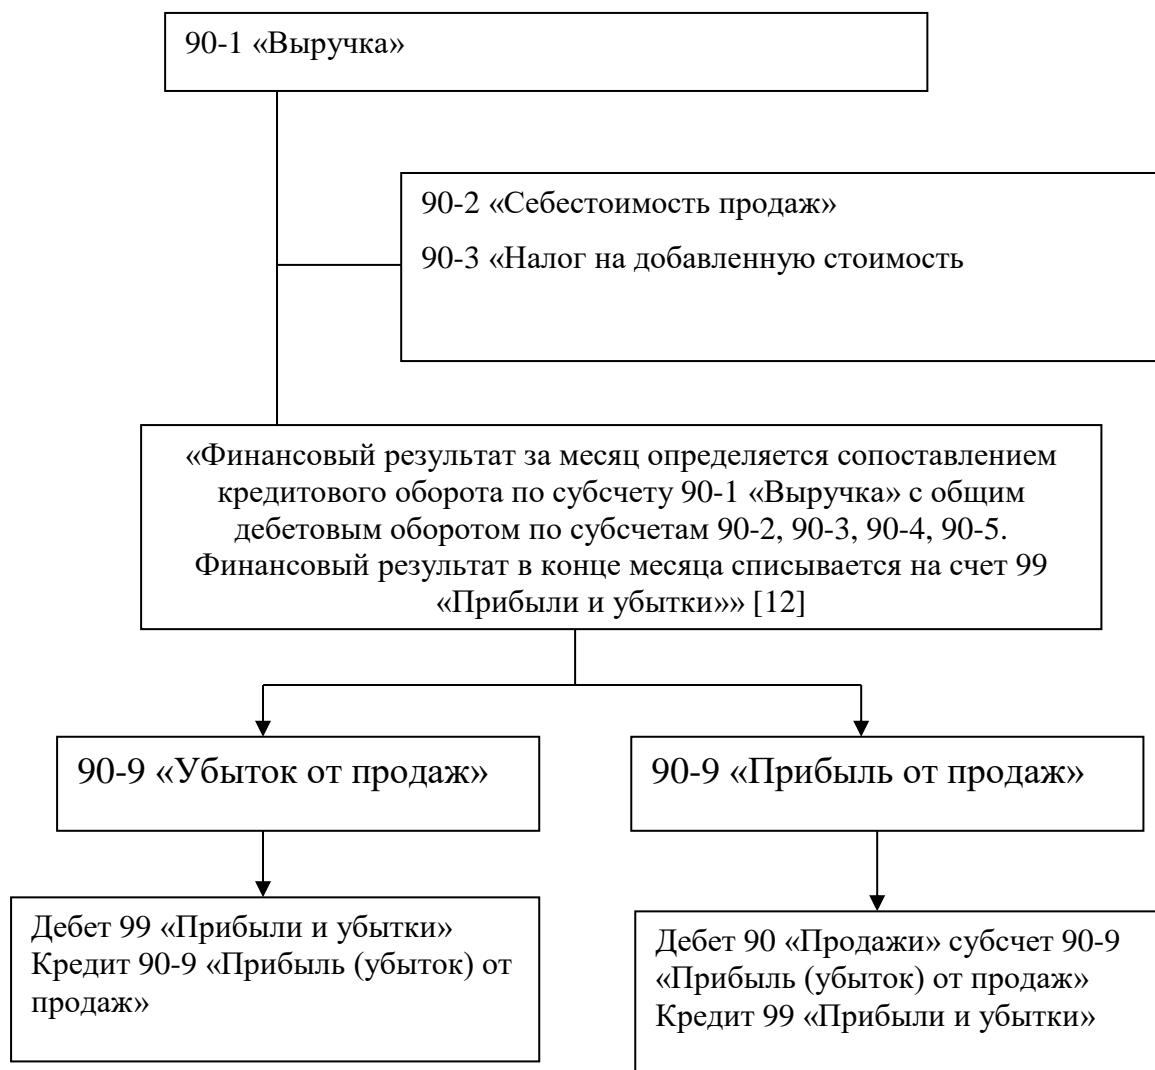 90-1 «Выручка»
90-2 «Себестоимость продаж»
90-3 «Налог на добавленную стоимость
«Финансовый результат за месяц определяется сопоставлением
кредитового оборота по субсчету 90-1 «Выручка» с общим
дебетовым оборотом по субсчетам 90-2, 90-3, 90-4, 90-5.
Финансовый результат в конце месяца списывается на счет 99
«Прибыли и убытки»» [12]
90-9 «Убыток от продаж»
90-9 «Прибыль от продаж»
Дебет 99 «Прибыли и убытки»
Кредит 90-9 «Прибыль (убыток) от
продаж»
Дебет 90 «Продажи» субсчет 90-9
«Прибыль (убыток) от продаж»
Кредит 99 «Прибыли и убытки»